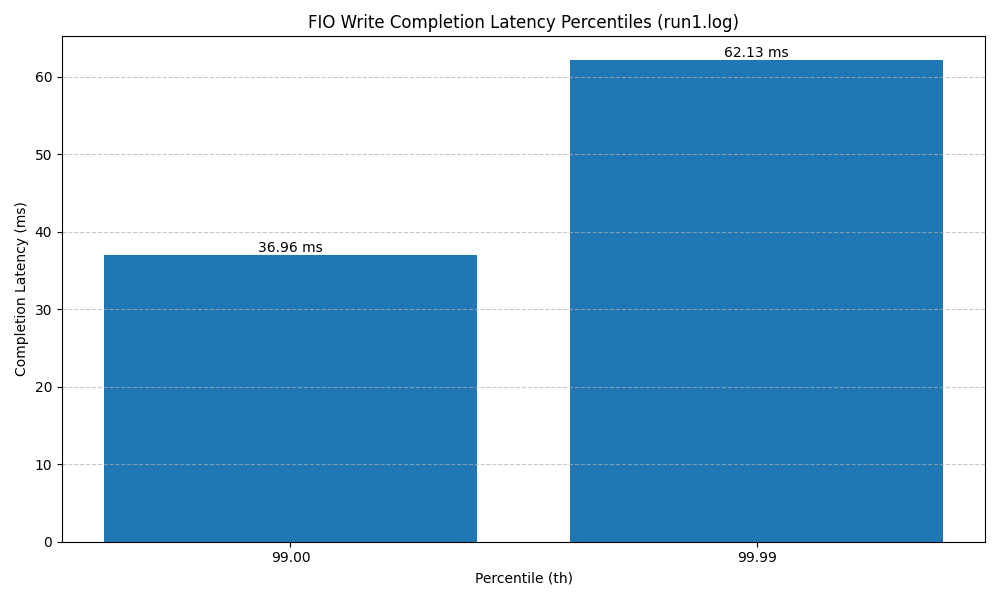 FIO Write Completion Latency Percentiles (run1.log)
62.13 ms
36.96 ms
60
50
40
30
20
10
0
Completion Latency (ms)
99.00
99.99
Percentile (th)